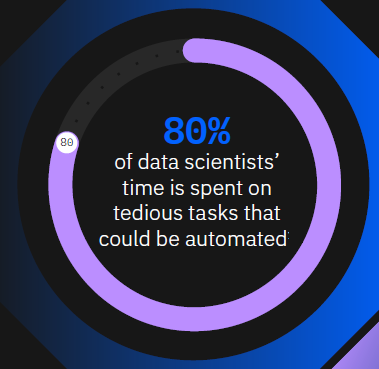 80
80%
of data scientists’
time is spent on
tedious tasks that
could be automated